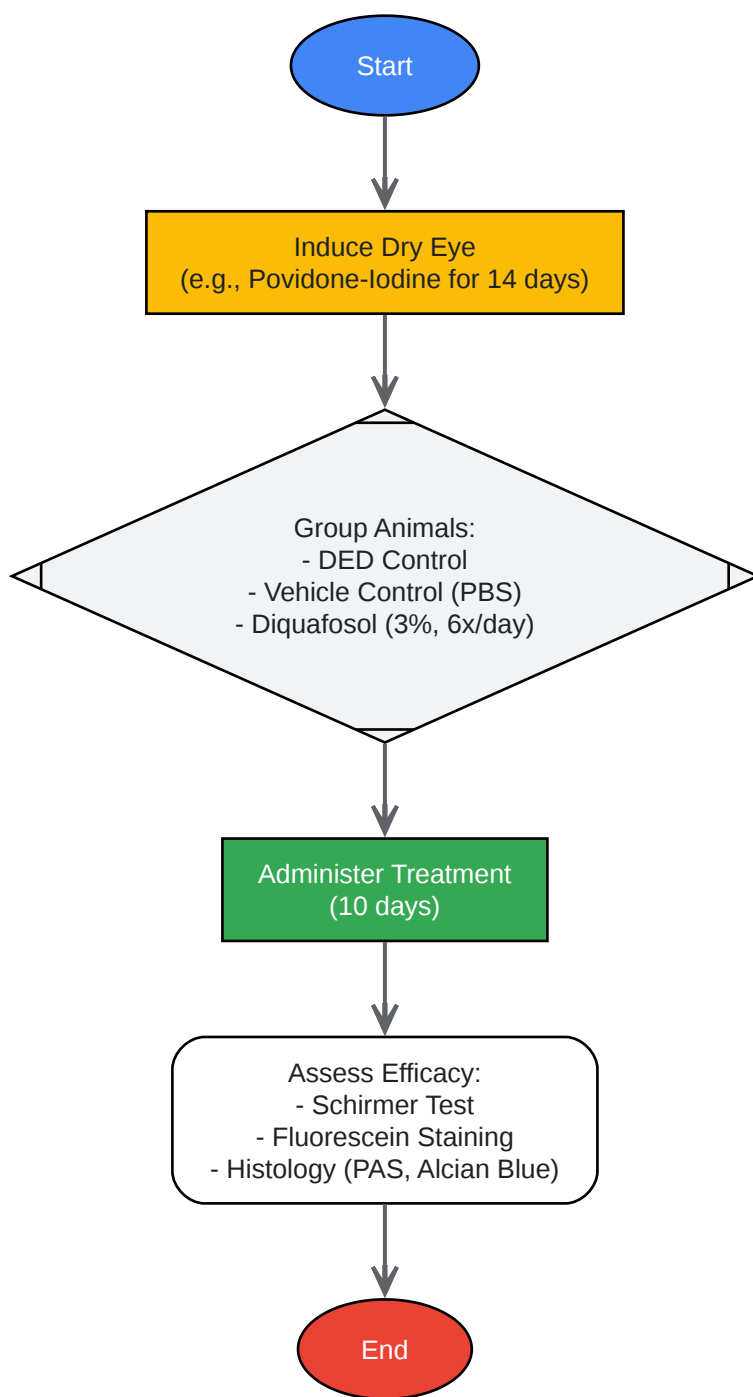 Start
Induce Dry Eye
(e.g., Povidone-Iodine for 14 days)
Group Animals:
- DED Control
- Vehicle Control (PBS)
- Diquafosol (3%, 6x/day)
Administer Treatment
(10 days)
Assess Efficacy:
- Schirmer Test
- Fluorescein Staining
- Histology (PAS, Alcian Blue)
End